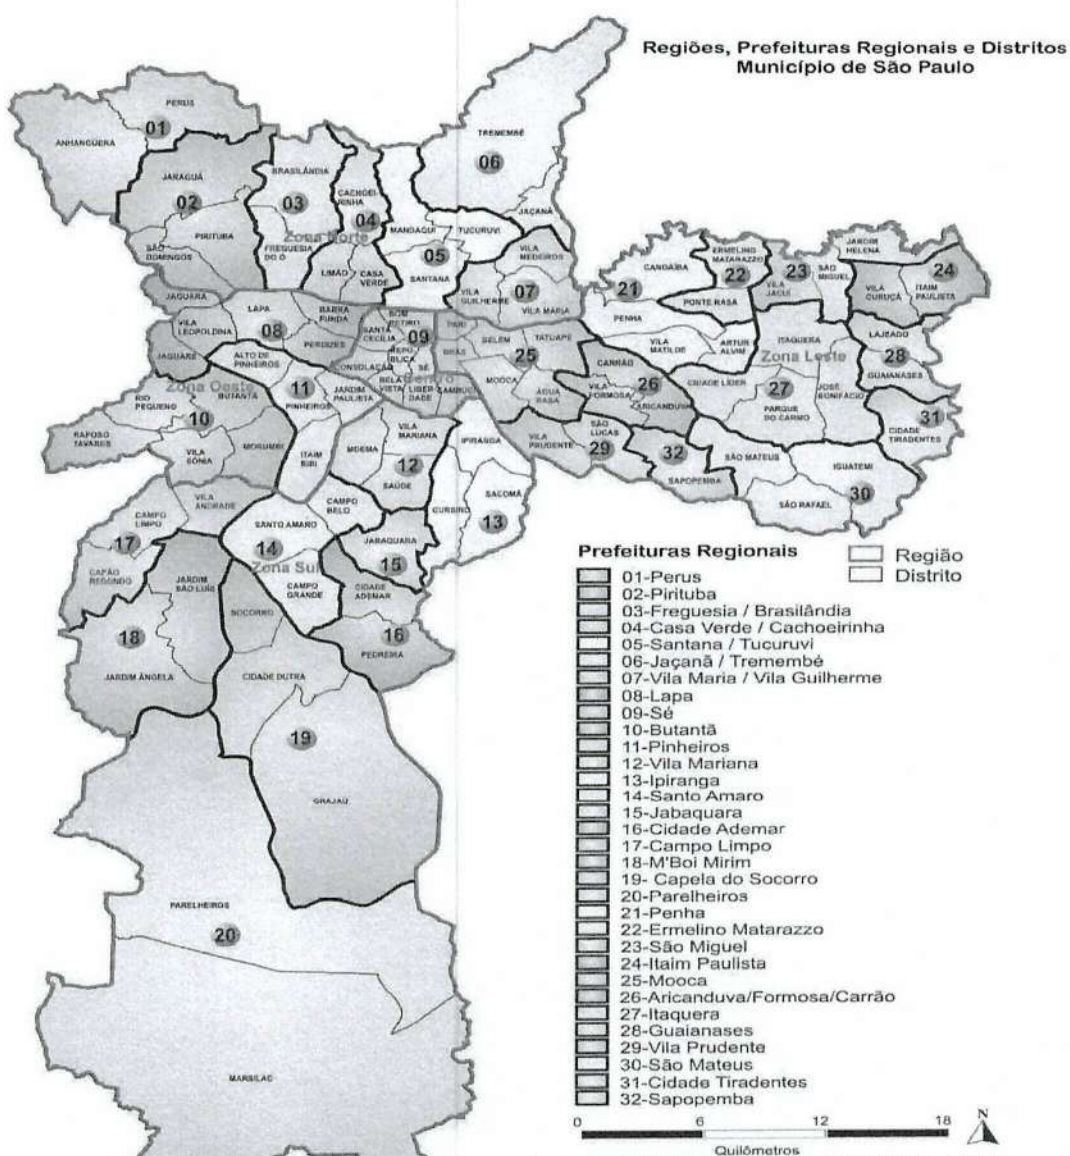 Regiões, Prefeituras Regionais e Distritos
Município de São Paulo
PERUS
01
ANHANGUERA
TREMEMBÉ
06
JARAGUÁ
02
BRASILÂNDIA
03
CACHOEI-
RINHA
04
JAÇANÃ
PIRITUBA
Zona Norte
MANDAQUI
TUCURUVI
SÃO
DOMINGOS
FREGUESIA
DO Ó
05
VILA
MEDEIROS
LIMÃO
CASA
VERDE
SANTANA
CANGAÍBA
21
ERMELINO
MATARAZZO
22
23
SÃO
MIGUEL
VILA
JACUÍ
JARDIM
HELENA
24
VILA
CURUÇÁ
ITAIM
PAULISTA
JAGUARA
VILA
GUILHERME
07
VILA MARIA
PONTE RASA
LAPA
08
BARRA
FUNDA
BOM
RETIRO
PARI
PENHA
VILA
LEOPOLDINA
PERDIZES
SANTA
CECÍLIA
09
BELÉM
TATUAPÉ
25
VILA
MATILDE
ARTUR
ALVIM
ITAQUERA
Zona Leste
LAJEADO
28
GUAIANASES
JAGUARÉ
ALTO DE
PINHEIROS
REPÚ
BLICA
SÉ
BRÁS
CARRÃO
CONSOLAÇÃO
Centro
MOOCA
VILA
FORMOSA
26
CIDADE LÍDER
27
Zona Oeste
BUTANTÃ
11
PINHEIROS
JARDIM
PAULISTA
BELA
VISTA
LIBER
DADE
CAMBUCI
ÁGUA
RASA
ARICANDUVA
JOSÉ
BONIFÁCIO
RIO
PEQUENO
10
PARQUE
DO CARMO
31
CIDADE
TIRADENTES
RAPOSO
TAVARES
MORUMBI
VILA
SÔNIA
ITAIM
BIBI
MOEMA
VILA
MARIANA
12
SAÚDE
IPIRANGA
VILA
PRUDENTE
SÃO
LUCAS
29
32
SAPOPEMBA
SÃO MATEUS
IGUATEMI
30
SÃO RAFAEL
SACOMÃ
13
CURSINO
VILA
ANDRADE
CAMPO
BELO
CAMPO
LIMPO
17
SANTO AMARO
14
Zona Sul
JABAQUARA
15
CAPÃO
REDONDO
JARDIM
SÃO LUÍS
CAMPO
GRANDE
CIDADE
ADEMAR
SOCORRO
16
PEDREIRA
18
JARDIM ÂNGELA
CIDADE DUTRA
19
GRAJAÚ
PARELHEIROS
20
MARSILAC
Prefeituras Regionais
Região
Distrito
01-Perus
02-Pirituba
03-Freguesia / Brasilândia
04-Casa Verde / Cachoeirinha
05-Santana / Tucuruvi
06-Jaçanã / Tremembé
07-Vila Maria / Vila Guilherme
08-Lapa
09-Sé
10-Butantã
11-Pinheiros
12-Vila Mariana
13-Ipiranga
14-Santo Amaro
15-Jabaquara
16-Cidade Ademar
17-Campo Limpo
18-M'Boi Mirim
19- Capela do Socorro
20-Parelheiros
21-Penha
22-Ermelino Matarazzo
23-São Miguel
24-Itaim Paulista
25-Mooca
26-Aricanduva/Formosa/Carrão
27-Itaquera
28-Guaianases
29-Vila Prudente
30-São Mateus
31-Cidade Tiradentes
32-Sapopemba
0 6 12 18
Quilômetros
N